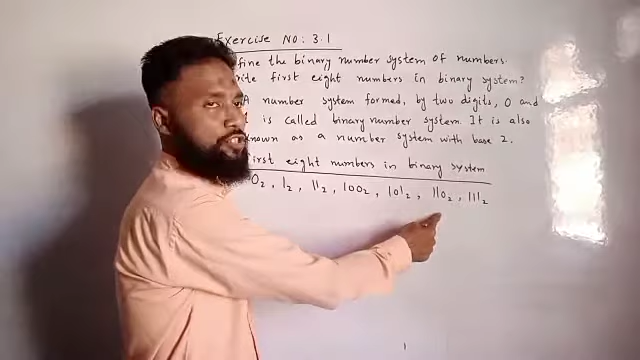 Exercise NO: 3.1
fine the binary number system of numbers.
ite first eight numbers in binary system?
A number system formed, by two digits, 0 and
is called binary number system. It is also
known as a number system with base 2.
irst eight numbers in binary system
0₂, 1₂, 11₂, 100₂, 101₂, 110₂, 111₂